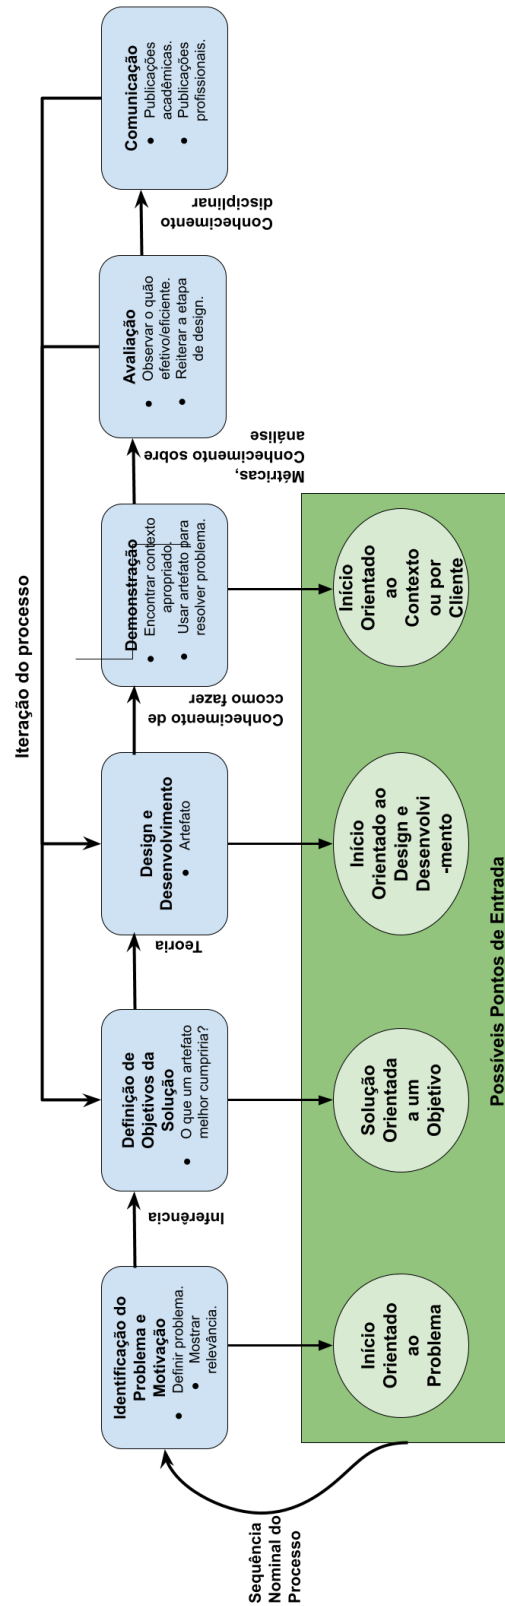 Iteração do processo
Identificação do
Problema e
Motivação
● Definir problema.
● Mostrar
relevância.
Inferência
Definição de
Objetivos da
Solução
● O que um artefato
melhor cumpriria?
Teoria
Design e
Desenvolvimento
● Artefato
Conhecimento de
ccomo fazer
Demonstração
● Encontrar contexto
apropriado.
● Usar artefato para
resolver problema.
Métricas,
Conhecimento sobre
análise
Avaliação
● Observar o quão
efetivo/eficiente.
● Reiterar a etapa
de design.
Conhecimento
disciplinar
Comunicação
● Publicações
acadêmicas.
● Publicações
profissionais.
Sequência
Nominal do
Processo
Início
Orientado
ao
Problema
Solução
Orientada
a um
Objetivo
Início
Orientado ao
Design e
Desenvolvi
-mento
Início
Orientado
ao
Contexto
ou por
Cliente
Possíveis Pontos de Entrada